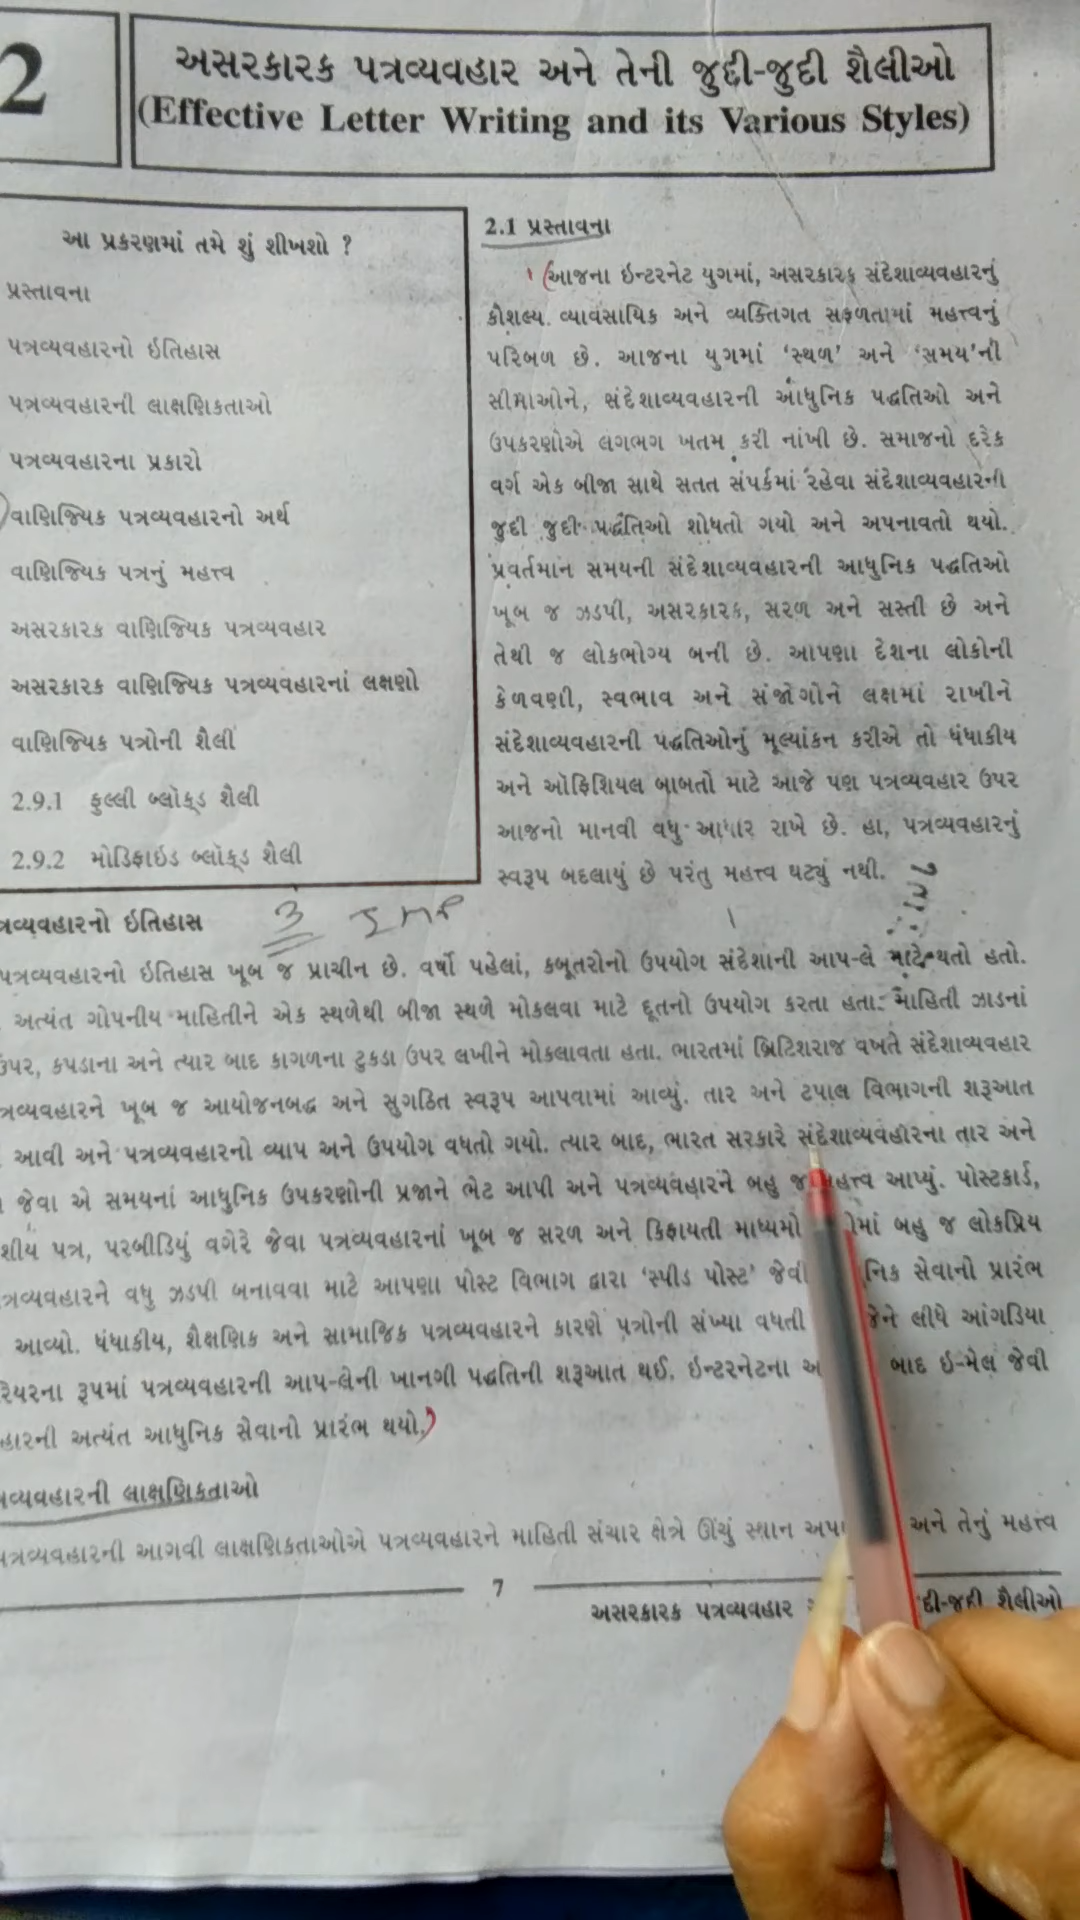 2
અસરકારક પત્રવ્યવહાર અને તેની જુદી-જુદી શૈલીઓ
(Effective Letter Writing and its Various Styles)
આ પ્રકરણમાં તમે શું શીખશો ?
પ્રસ્તાવના
પત્રવ્યવહારનો ઇતિહાસ
પત્રવ્યવહારની લાક્ષણિકતાઓ
પત્રવ્યવહારના પ્રકારો
વાણિજ્યિક પત્રવ્યવહારનો અર્થ
વાણિજ્યિક પત્રનું મહત્ત્વ
અસરકારક વાણિજ્યિક પત્રવ્યવહાર
અસરકારક વાણિજ્યિક પત્રવ્યવહારનાં લક્ષણો
વાણિજ્યિક પત્રોની શૈલી
2.9.1 ફુલ્લી બ્લૉક્ડ શૈલી
2.9.2 મોડિફાઇડ બ્લૉક્ડ શૈલી
2.1 પ્રસ્તાવના
આજના ઇન્ટરનેટ યુગમાં, અસરકારક સંદેશાવ્યવહારનું
કૌશલ્ય વ્યાવસાયિક અને વ્યક્તિગત સફળતામાં મહત્ત્વનું
પરિબળ છે. આજના યુગમાં ‘સ્થળ’ અને ‘સમય’ની
સીમાઓને, સંદેશાવ્યવહારની આધુનિક પદ્ધતિઓ અને
ઉપકરણોએ લગભગ ખતમ કરી નાંખી છે. સમાજનો દરેક
વર્ગ એક બીજા સાથે સતત સંપર્કમાં રહેવા સંદેશાવ્યવહારની
જુદી જુદી પદ્ધતિઓ શોધતો ગયો અને અપનાવતો થયો.
પ્રવર્તમાન સમયની સંદેશાવ્યવહારની આધુનિક પદ્ધતિઓ
ખૂબ જ ઝડપી, અસરકારક, સરળ અને સસ્તી છે અને
તેથી જ લોકભોગ્ય બની છે. આપણા દેશના લોકોની
કેળવણી, સ્વભાવ અને સંજોગોને લક્ષમાં રાખીને
સંદેશાવ્યવહારની પદ્ધતિઓનું મૂલ્યાંકન કરીએ તો ધંધાકીય
અને ઑફિશિયલ બાબતો માટે આજે પણ પત્રવ્યવહાર ઉપર
આજનો માનવી વધુ આધાર રાખે છે. હા, પત્રવ્યવહારનું
સ્વરૂપ બદલાયું છે પરંતુ મહત્ત્વ ઘટ્યું નથી.
ત્રવ્યવહારનો ઇતિહાસ 3 IMP
પત્રવ્યવહારનો ઇતિહાસ ખૂબ જ પ્રાચીન છે. વર્ષો પહેલાં, કબૂતરોનો ઉપયોગ સંદેશાની આપ-લે માટે થતો હતો.
અત્યંત ગોપનીય માહિતીને એક સ્થળેથી બીજા સ્થળે મોકલવા માટે દૂતનો ઉપયોગ કરતા હતા. માહિતી ઝાડનાં
ઉપર, કપડાના અને ત્યાર બાદ કાગળના ટુકડા ઉપર લખીને મોકલાવતા હતા. ભારતમાં બ્રિટિશરાજ વખતે સંદેશાવ્યવહાર
ત્રવ્યવહારને ખૂબ જ આયોજનબદ્ધ અને સુગઠિત સ્વરૂપ આપવામાં આવ્યું. તાર અને ટપાલ વિભાગની શરૂઆત
આવી અને પત્રવ્યવહારનો વ્યાપ અને ઉપયોગ વધતો ગયો. ત્યાર બાદ, ભારત સરકારે સંદેશાવ્યવહારના તાર અને
જેવા એ સમયનાં આધુનિક ઉપકરણોની પ્રજાને ભેટ આપી અને પત્રવ્યવહારને બહુ જ મહત્ત્વ આપ્યું. પોસ્ટકાર્ડ,
શીય પત્ર, પરબીડિયું વગેરે જેવા પત્રવ્યવહારનાં ખૂબ જ સરળ અને કિફાયતી માધ્યમો બહુ જ લોકપ્રિય
ત્રવ્યવહારને વધુ ઝડપી બનાવવા માટે આપણા પોસ્ટ વિભાગ દ્વારા ‘સ્પીડ પોસ્ટ’ જેવી નિક સેવાનો પ્રારંભ
આવ્યો. ધંધાકીય, શૈક્ષણિક અને સામાજિક પત્રવ્યવહારને કારણે પત્રોની સંખ્યા વધતી જેને લીધે આંગડિયા
રિયરના રૂપમાં પત્રવ્યવહારની આપ-લેની ખાનગી પદ્ધતિની શરૂઆત થઈ. ઇન્ટરનેટના બાદ ઇ-મેલ જેવી
હારની અત્યંત આધુનિક સેવાનો પ્રારંભ થયો.
વ્યવહારની લાક્ષણિકતાઓ
પત્રવ્યવહારની આગવી લાક્ષણિકતાઓએ પત્રવ્યવહારને માહિતી સંચાર ક્ષેત્રે ઊંચું સ્થાન અને તેનું મહત્ત્વ
7
અસરકારક પત્રવ્યવહાર દી-જુદી શૈલીઓ